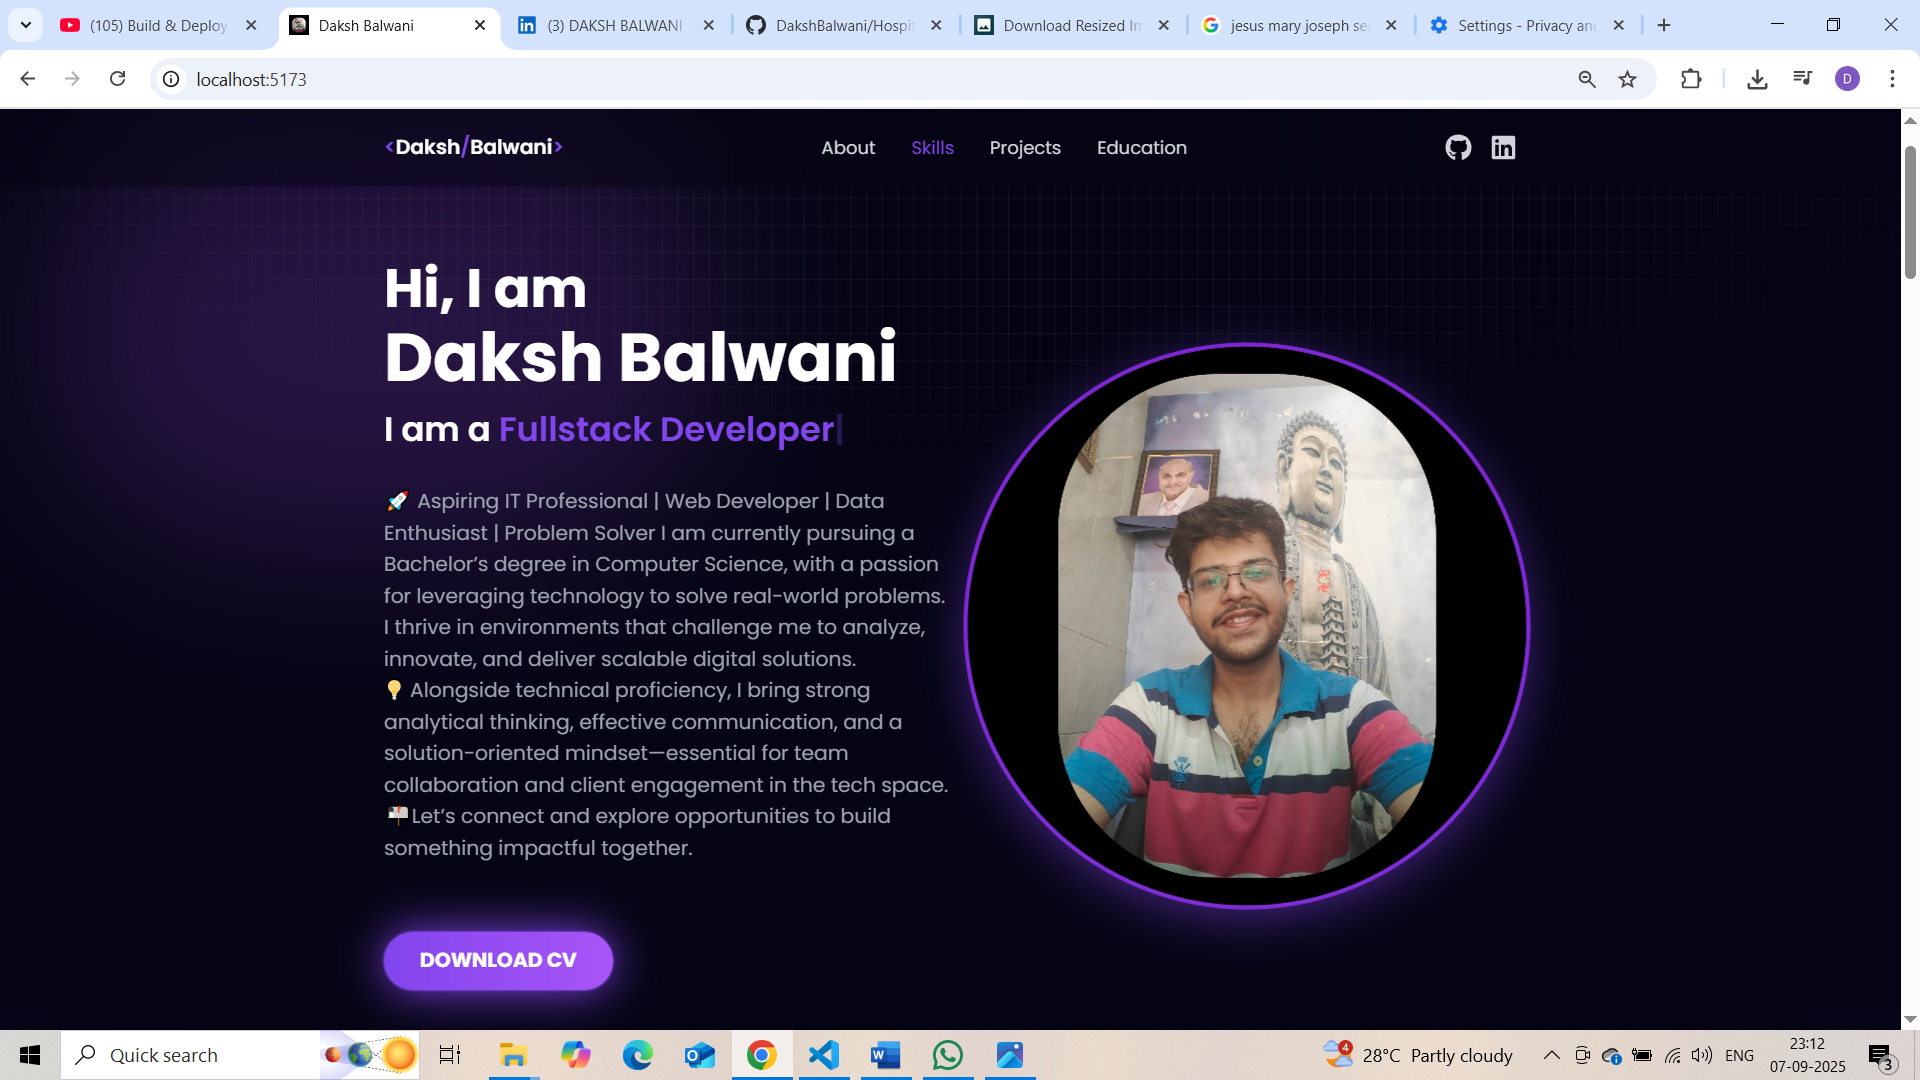 (105) Build & Deploy
Daksh Balwani
(3) DAKSH BALWANI
DakshBalwani/Hospit
Download Resized Im
jesus mary joseph se
Settings - Privacy an
localhost:5173
D
<Daksh/Balwani>
About
Skills
Projects
Education
Hi, I am
Daksh Balwani
I am a Fullstack Developer
🚀 Aspiring IT Professional | Web Developer | Data
Enthusiast | Problem Solver I am currently pursuing a
Bachelor’s degree in Computer Science, with a passion
for leveraging technology to solve real-world problems.
I thrive in environments that challenge me to analyze,
innovate, and deliver scalable digital solutions.
💡 Alongside technical proficiency, I bring strong
analytical thinking, effective communication, and a
solution-oriented mindset—essential for team
collaboration and client engagement in the tech space.
📬Let’s connect and explore opportunities to build
something impactful together.
DOWNLOAD CV
Quick search
4
28°C Partly cloudy
ENG
23:12
07-09-2025
3